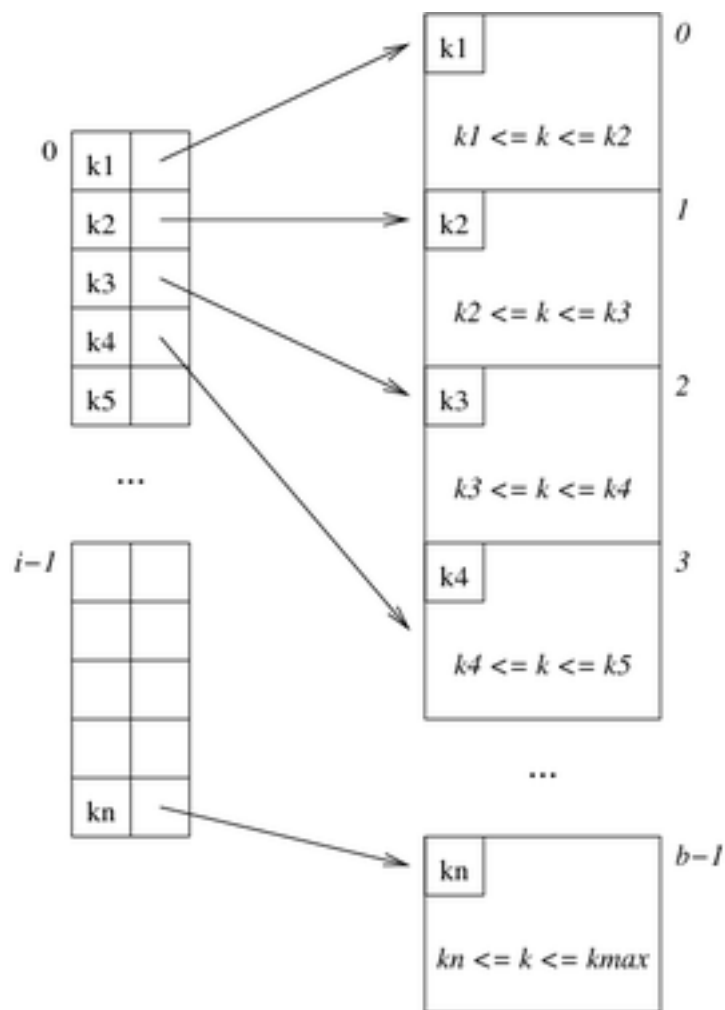 0
k1
k2
k3
k4
k5
...
i-1
kn
k1
0
k1 <= k <= k2
k2
1
k2 <= k <= k3
k3
2
k3 <= k <= k4
k4
3
k4 <= k <= k5
...
kn
b-1
kn <= k <= kmax